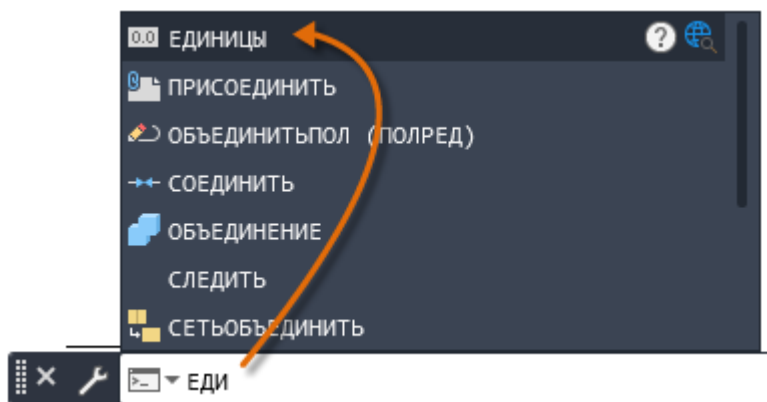 0.0 ЕДИНИЦЫ
ПРИСОЕДИНИТЬ
ОБЪЕДИНИТЬПОЛ (ПОЛРЕД)
СОЕДИНИТЬ
ОБЪЕДИНЕНИЕ
СЛЕДИТЬ
СЕТЬОБЪЕДИНИТЬ
ЕДИ